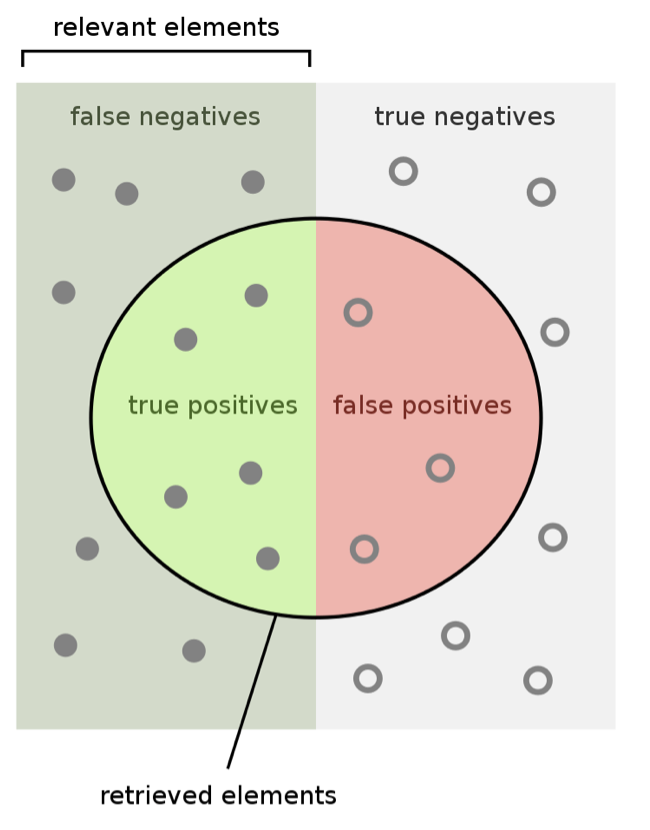 relevant elements
false negatives
true negatives
true positives
false positives
retrieved elements